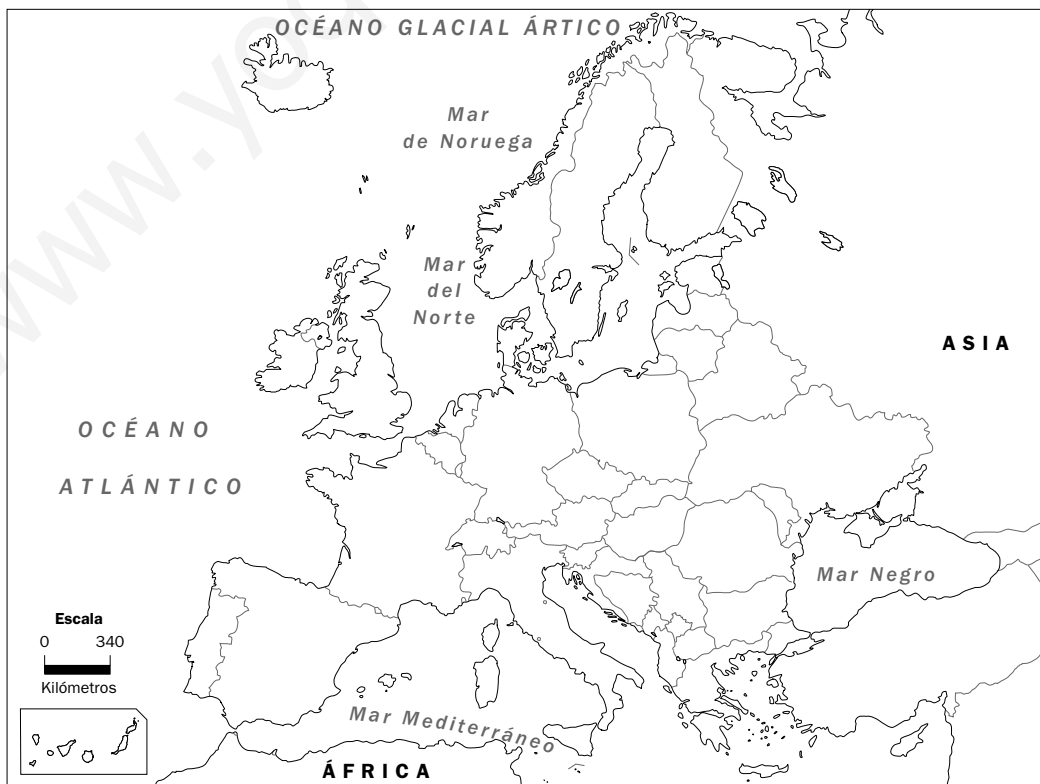 OCÉANO GLACIAL ÁRTICO
Mar
de Noruega
Mar
del
Norte
ASIA
OCÉANO
ATLÁNTICO
Mar Negro
Escala
0 340
Kilómetros
Mar Mediterráneo
ÁFRICA